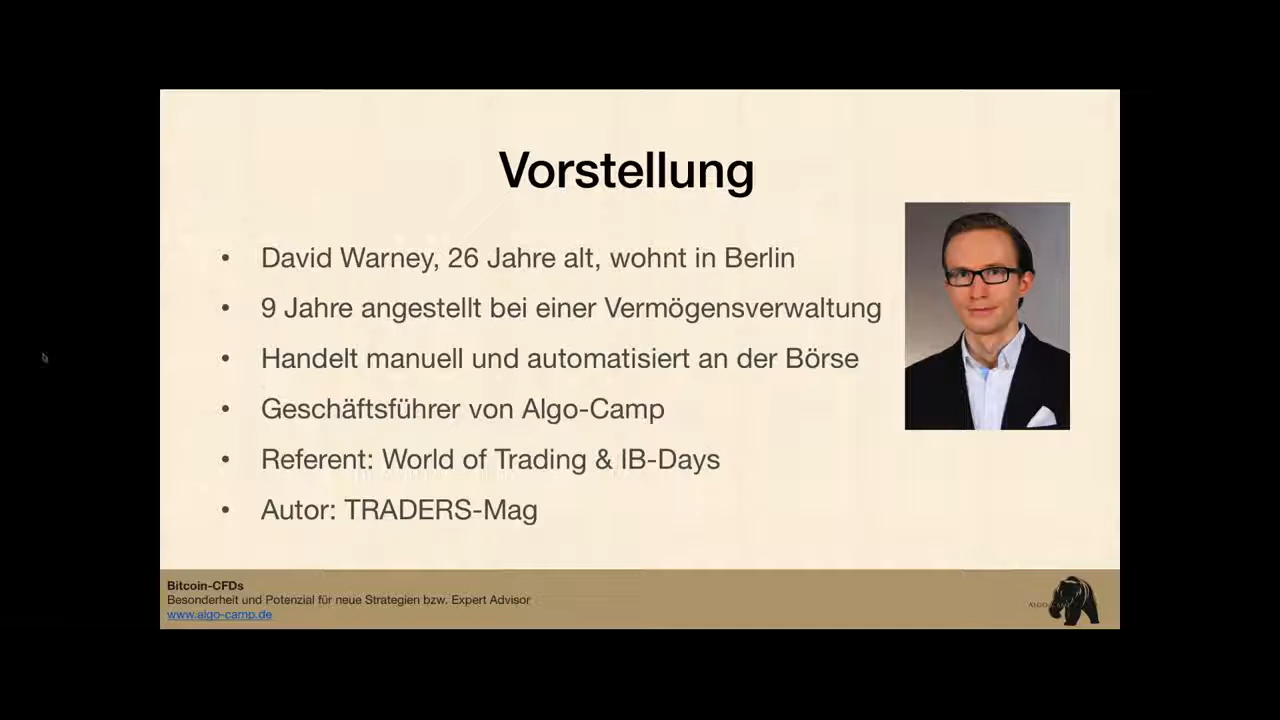 Vorstellung
• David Warney, 26 Jahre alt, wohnt in Berlin
• 9 Jahre angestellt bei einer Vermögensverwaltung
• Handelt manuell und automatisiert an der Börse
• Geschäftsführer von Algo-Camp
• Referent: World of Trading & IB-Days
• Autor: TRADERS-Mag
Bitcoin-CFDs
Besonderheit und Potenzial für neue Strategien bzw. Expert Advisor
www.algo-camp.de